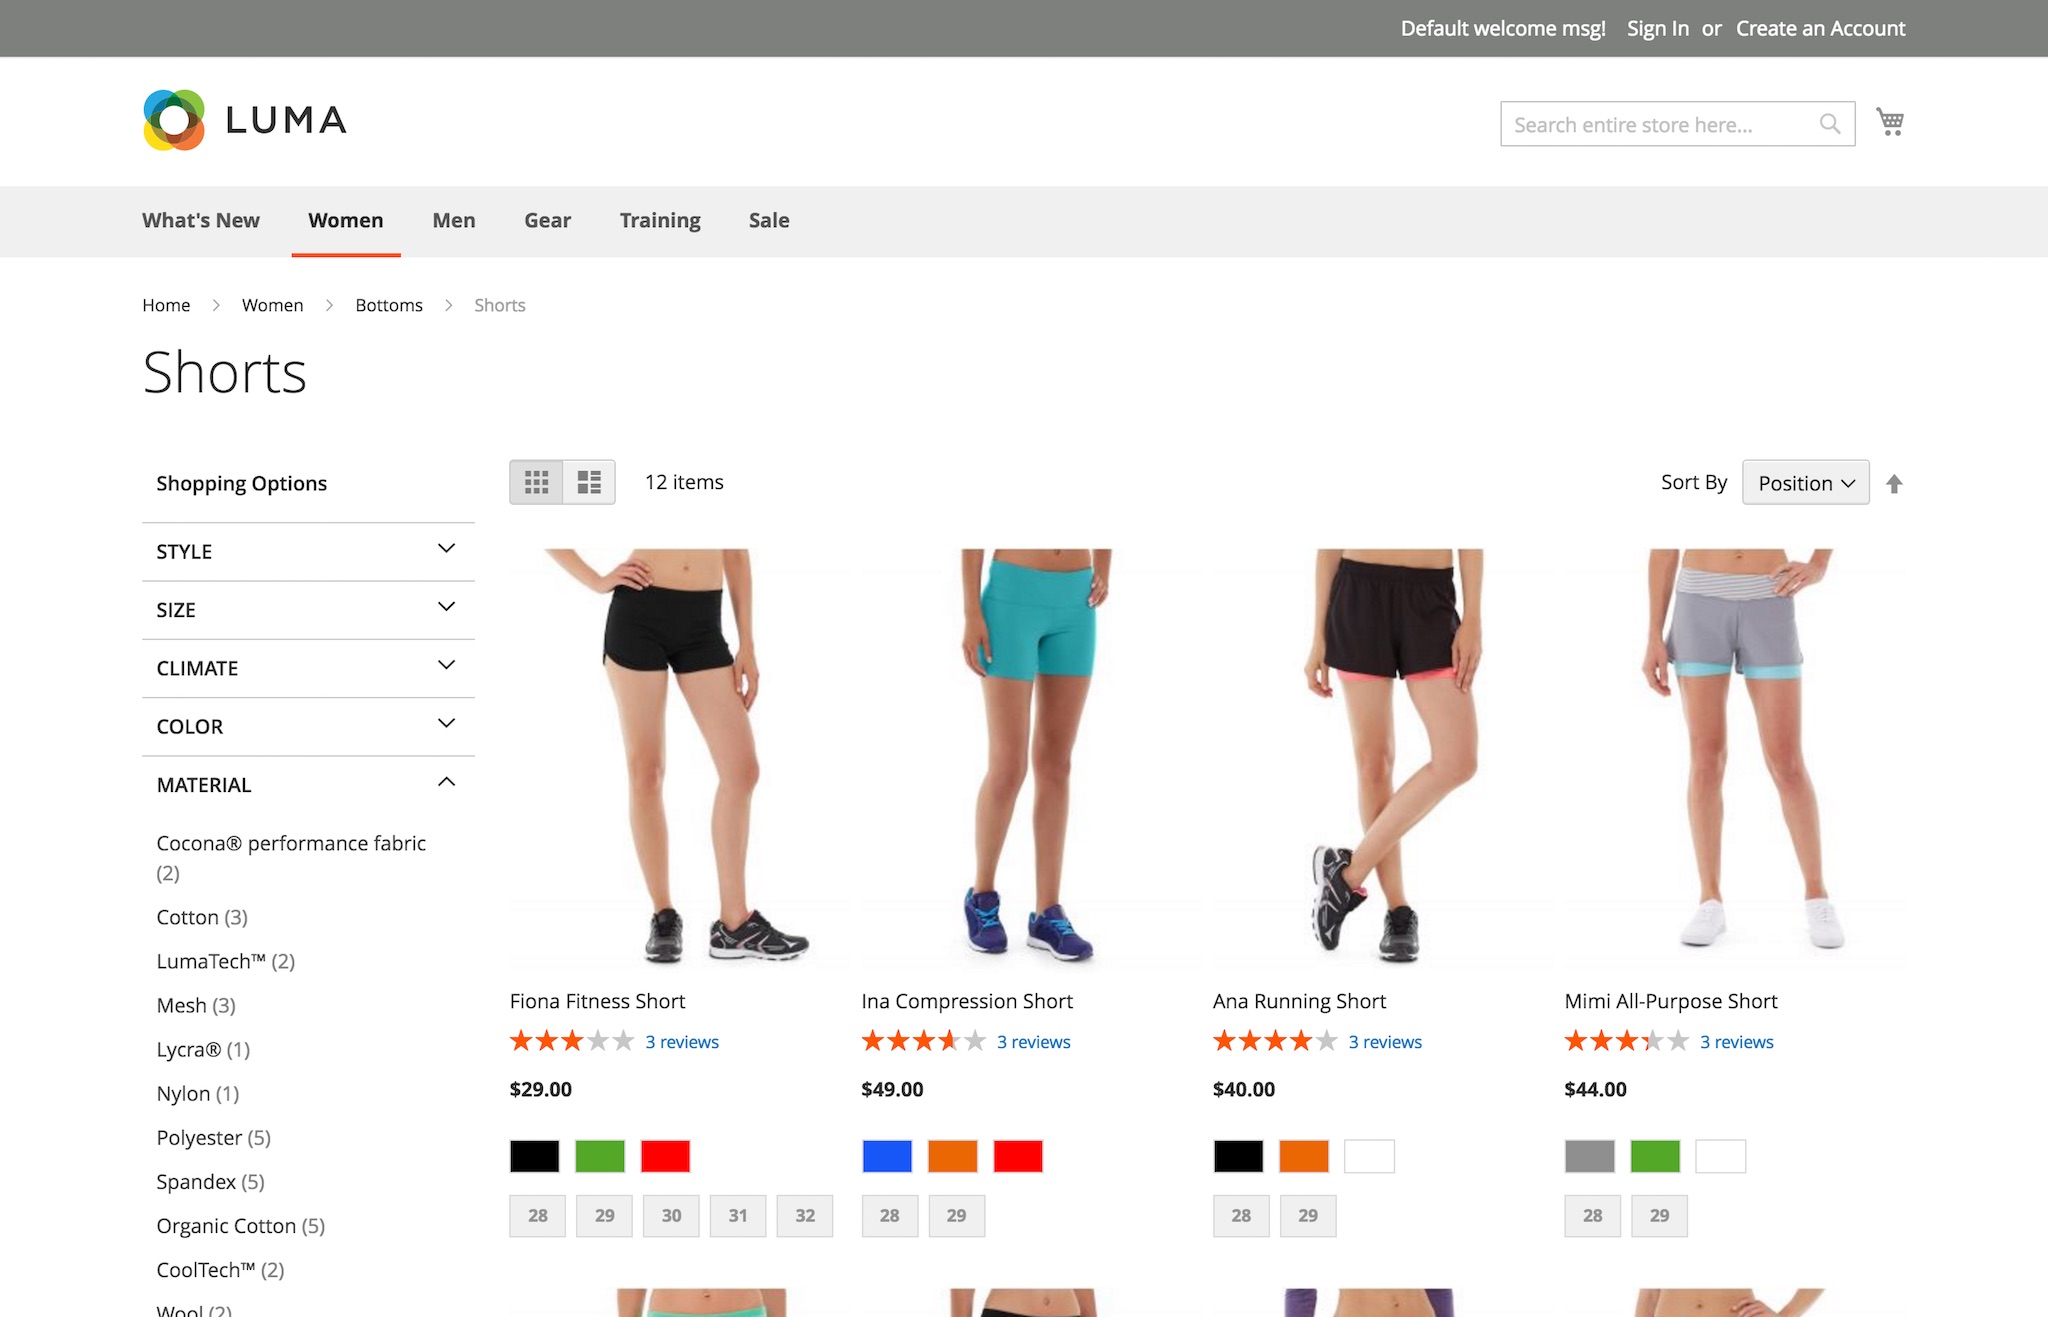 Default welcome msg! Sign In or Create an Account
LUMA
Search entire store here...
What's New Women Men Gear Training Sale
Home > Women > Bottoms > Shorts
Shorts
Shopping Options
12 items
Sort By Position
STYLE
SIZE
CLIMATE
COLOR
MATERIAL
Cocona® performance fabric
(2)
Cotton (3)
LumaTech™ (2)
Mesh (3)
Lycra® (1)
Nylon (1)
Polyester (5)
Spandex (5)
Organic Cotton (5)
CoolTech™ (2)
Wool (2)
Fiona Fitness Short
3 reviews
$29.00
28 29 30 31 32
Ina Compression Short
3 reviews
$49.00
28 29
Ana Running Short
3 reviews
$40.00
28 29
Mimi All-Purpose Short
3 reviews
$44.00
28 29